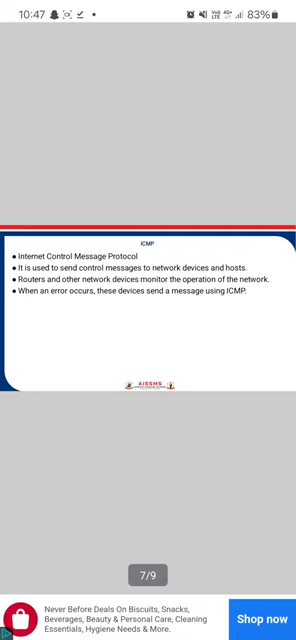 10:47
Vo)
LTE
4G+
83%
ICMP
• Internet Control Message Protocol
• It is used to send control messages to network devices and hosts.
• Routers and other network devices monitor the operation of the network.
• When an error occurs, these devices send a message using ICMP.
AISSMS
7/9
Never Before Deals On Biscuits, Snacks,
Beverages, Beauty & Personal Care, Cleaning
Essentials, Hygiene Needs & More.
Shop now